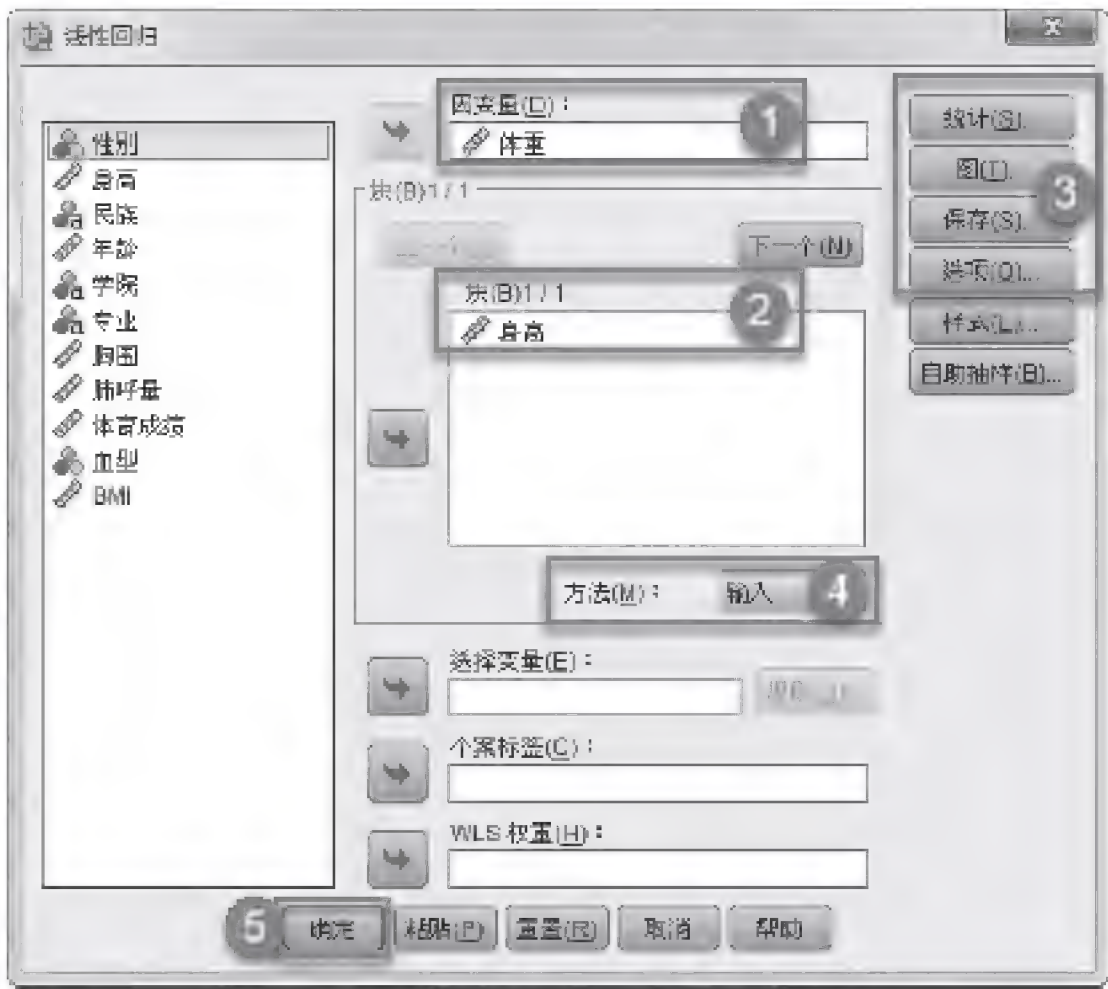 线性回归
性别
身高
民族
年龄
学院
专业
胸围
肺呼量
体育成绩
血型
BMI
因变量(D)：
1
体重
块(B)1 / 1
下一个(N)
块(B)1 / 1
2
身高
方法(M)：
输入
4
选择变量(E)：
个案标签(C)：
WLS 权重(H)：
统计(S)...
图(T)...
3
保存(S)...
选项(O)...
样式(L)...
自助抽样(B)...
5
确定
粘贴(P)
重置(R)
取消
帮助